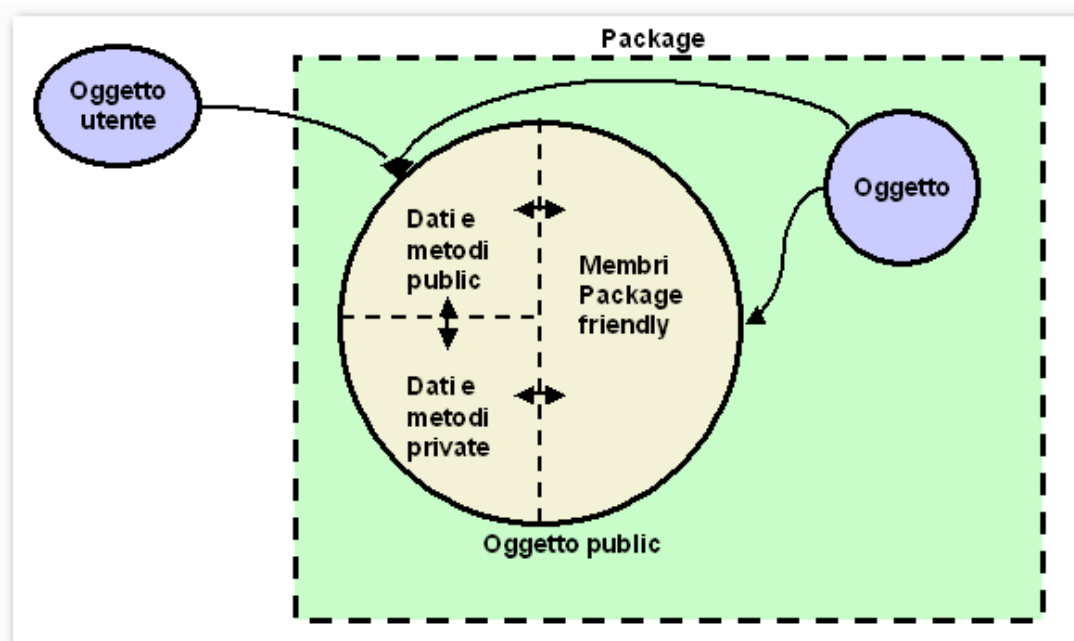 Package
Oggetto
utente
Oggetto
Dati e
metodi
public
Membri
Package
friendly
Dati e
metodi
private
Oggetto public